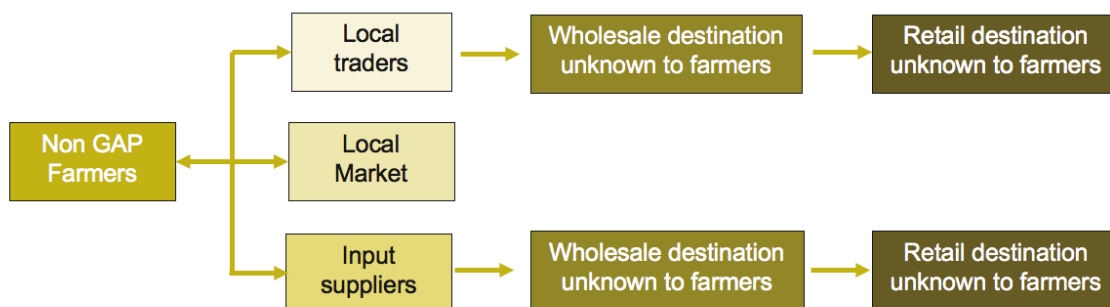 Local
traders
Wholesale destination
unknown to farmers
Retail destination
unknown to farmers
Non GAP
Farmers
Local
Market
Input
suppliers
Wholesale destination
unknown to farmers
Retail destination
unknown to farmers